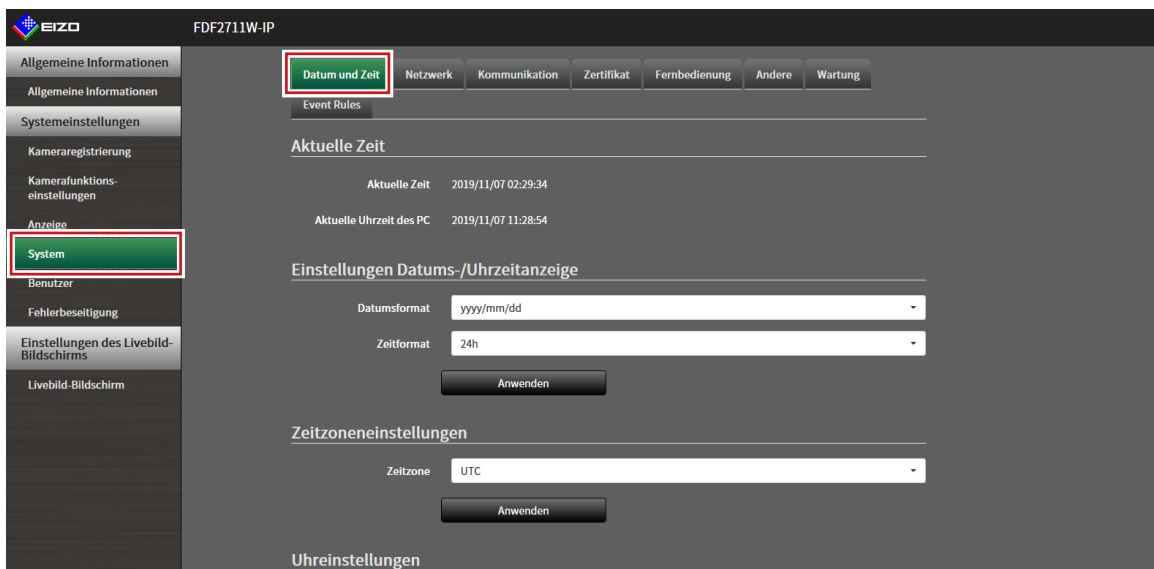 EIZO
FDF2711W-IP
Allgemeine Informationen
Allgemeine Informationen
Systemeinstellungen
Kameraregistrierung
Kamerafunktions-
einstellungen
Anzeige
System
Benutzer
Fehlerbeseitigung
Einstellungen des Livebild-
Bildschirms
Livebild-Bildschirm
Datum und Zeit Netzwerk Kommunikation Zertifikat Fernbedienung Andere Wartung
Event Rules
Aktuelle Zeit
Aktuelle Zeit 2019/11/07 02:29:34
Aktuelle Uhrzeit des PC 2019/11/07 11:28:54
Einstellungen Datums-/Uhrzeitanzeige
Datumsformat yyyy/mm/dd
Zeitformat 24h
Anwenden
Zeitzoneneinstellungen
Zeitzone UTC
Anwenden
Uhreinstellungen